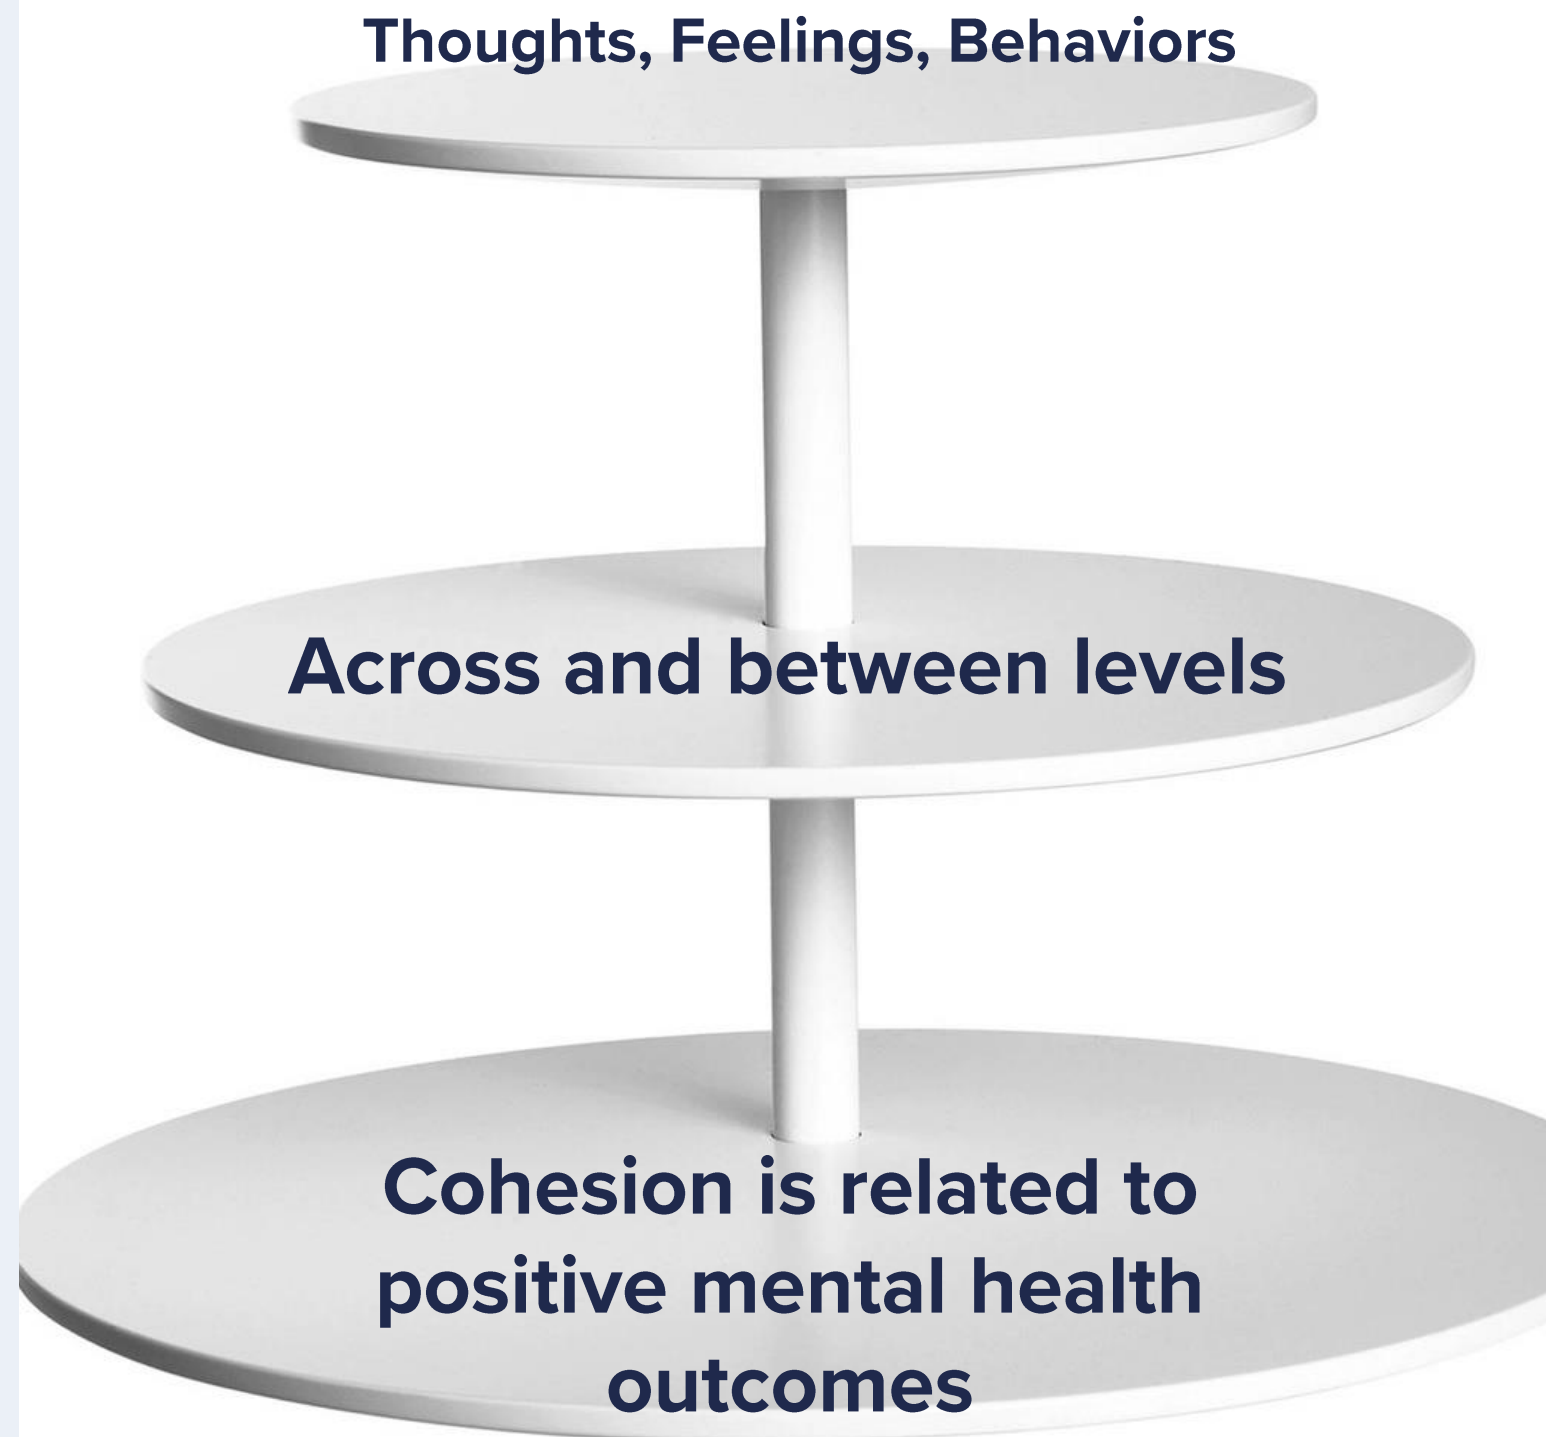 Thoughts, Feelings, Behaviors
Across and between levels
Cohesion is related to
positive mental health
outcomes